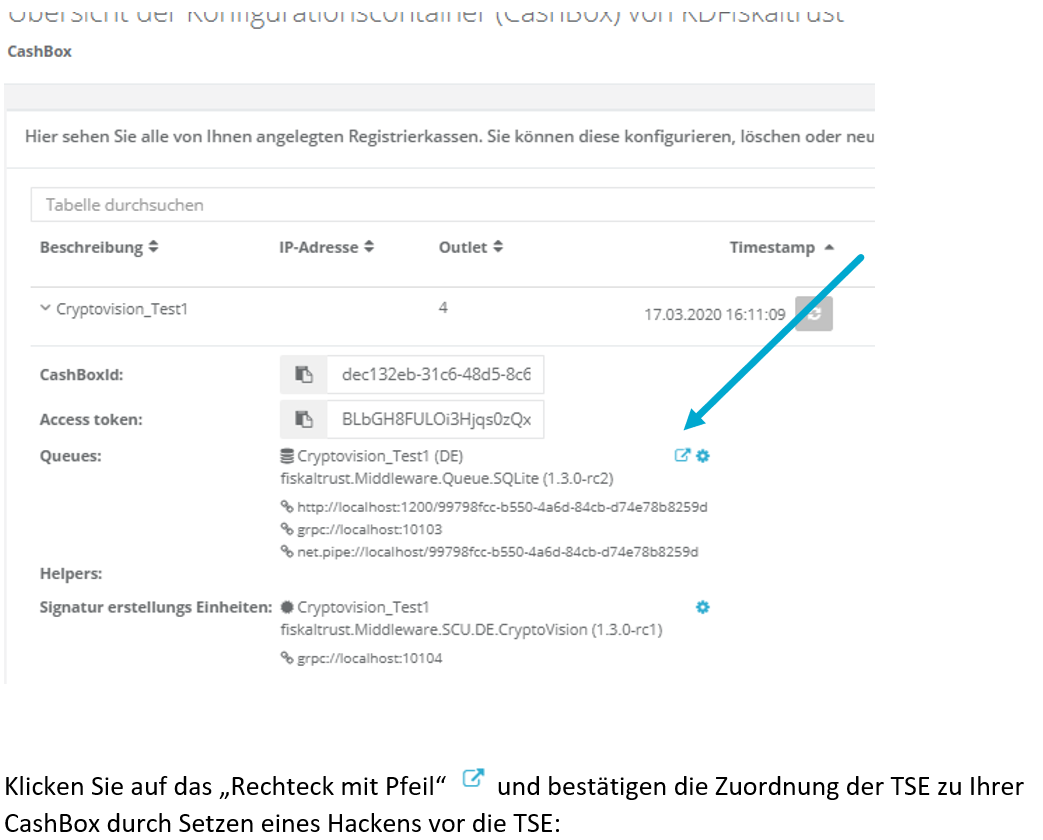 Übersicht der Konfigurationscontainer (CashBox) von RDFiskaltrust
CashBox
Hier sehen Sie alle von Ihnen angelegten Registrierkassen. Sie können diese konfigurieren, löschen oder neu
Tabelle durchsuchen
Beschreibung IP-Adresse Outlet Timestamp
Cryptovision_Test1 4 17.03.2020 16:11:09
CashBoxId: dec132eb-31c6-48d5-8c6
Access token: BLbGH8FULOi3Hjqs0zQx
Queues: Cryptovision_Test1 (DE)
fiskaltrust.Middleware.Queue.SQLite (1.3.0-rc2)
http://localhost:1200/99798fcc-b550-4a6d-84cb-d74e78b8259d
grpc://localhost:10103
net.pipe://localhost/99798fcc-b550-4a6d-84cb-d74e78b8259d
Helpers:
Signatur erstellungs Einheiten: Cryptovision_Test1
fiskaltrust.Middleware.SCU.DE.CryptoVision (1.3.0-rc1)
grpc://localhost:10104
Klicken Sie auf das „Rechteck mit Pfeil“ und bestätigen die Zuordnung der TSE zu Ihrer
CashBox durch Setzen eines Hackens vor die TSE: